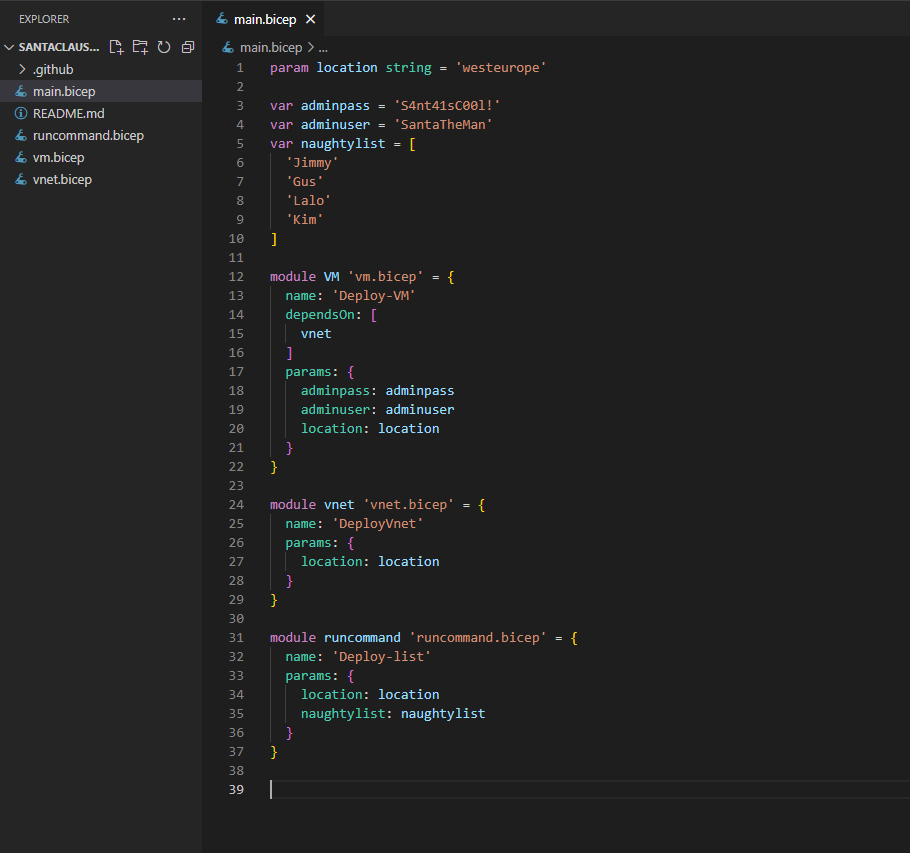 EXPLORER
···
SANTACLAUS...
.github
main.bicep
README.md
runcommand.bicep
vm.bicep
vnet.bicep
main.bicep
main.bicep > ...
1 param location string = 'westeurope'
2
3 var adminpass = 'S4nt41sC00l!'
4 var adminuser = 'SantaTheMan'
5 var naughtylist = [
6   'Jimmy'
7   'Gus'
8   'Lalo'
9   'Kim'
10 ]
11
12 module VM 'vm.bicep' = {
13   name: 'Deploy-VM'
14   dependsOn: [
15     vnet
16   ]
17   params: {
18     adminpass: adminpass
19     adminuser: adminuser
20     location: location
21   }
22 }
23
24 module vnet 'vnet.bicep' = {
25   name: 'DeployVnet'
26   params: {
27     location: location
28   }
29 }
30
31 module runcommand 'runcommand.bicep' = {
32   name: 'Deploy-list'
33   params: {
34     location: location
35     naughtylist: naughtylist
36   }
37 }
38
39